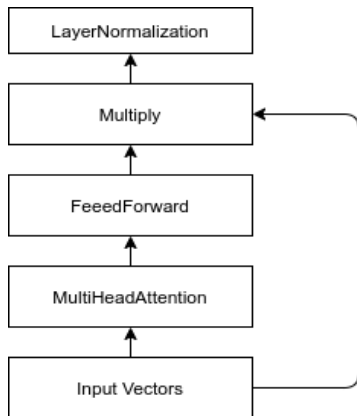 LayerNormalization
Multiply
FeeedForward
MultiHeadAttention
Input Vectors